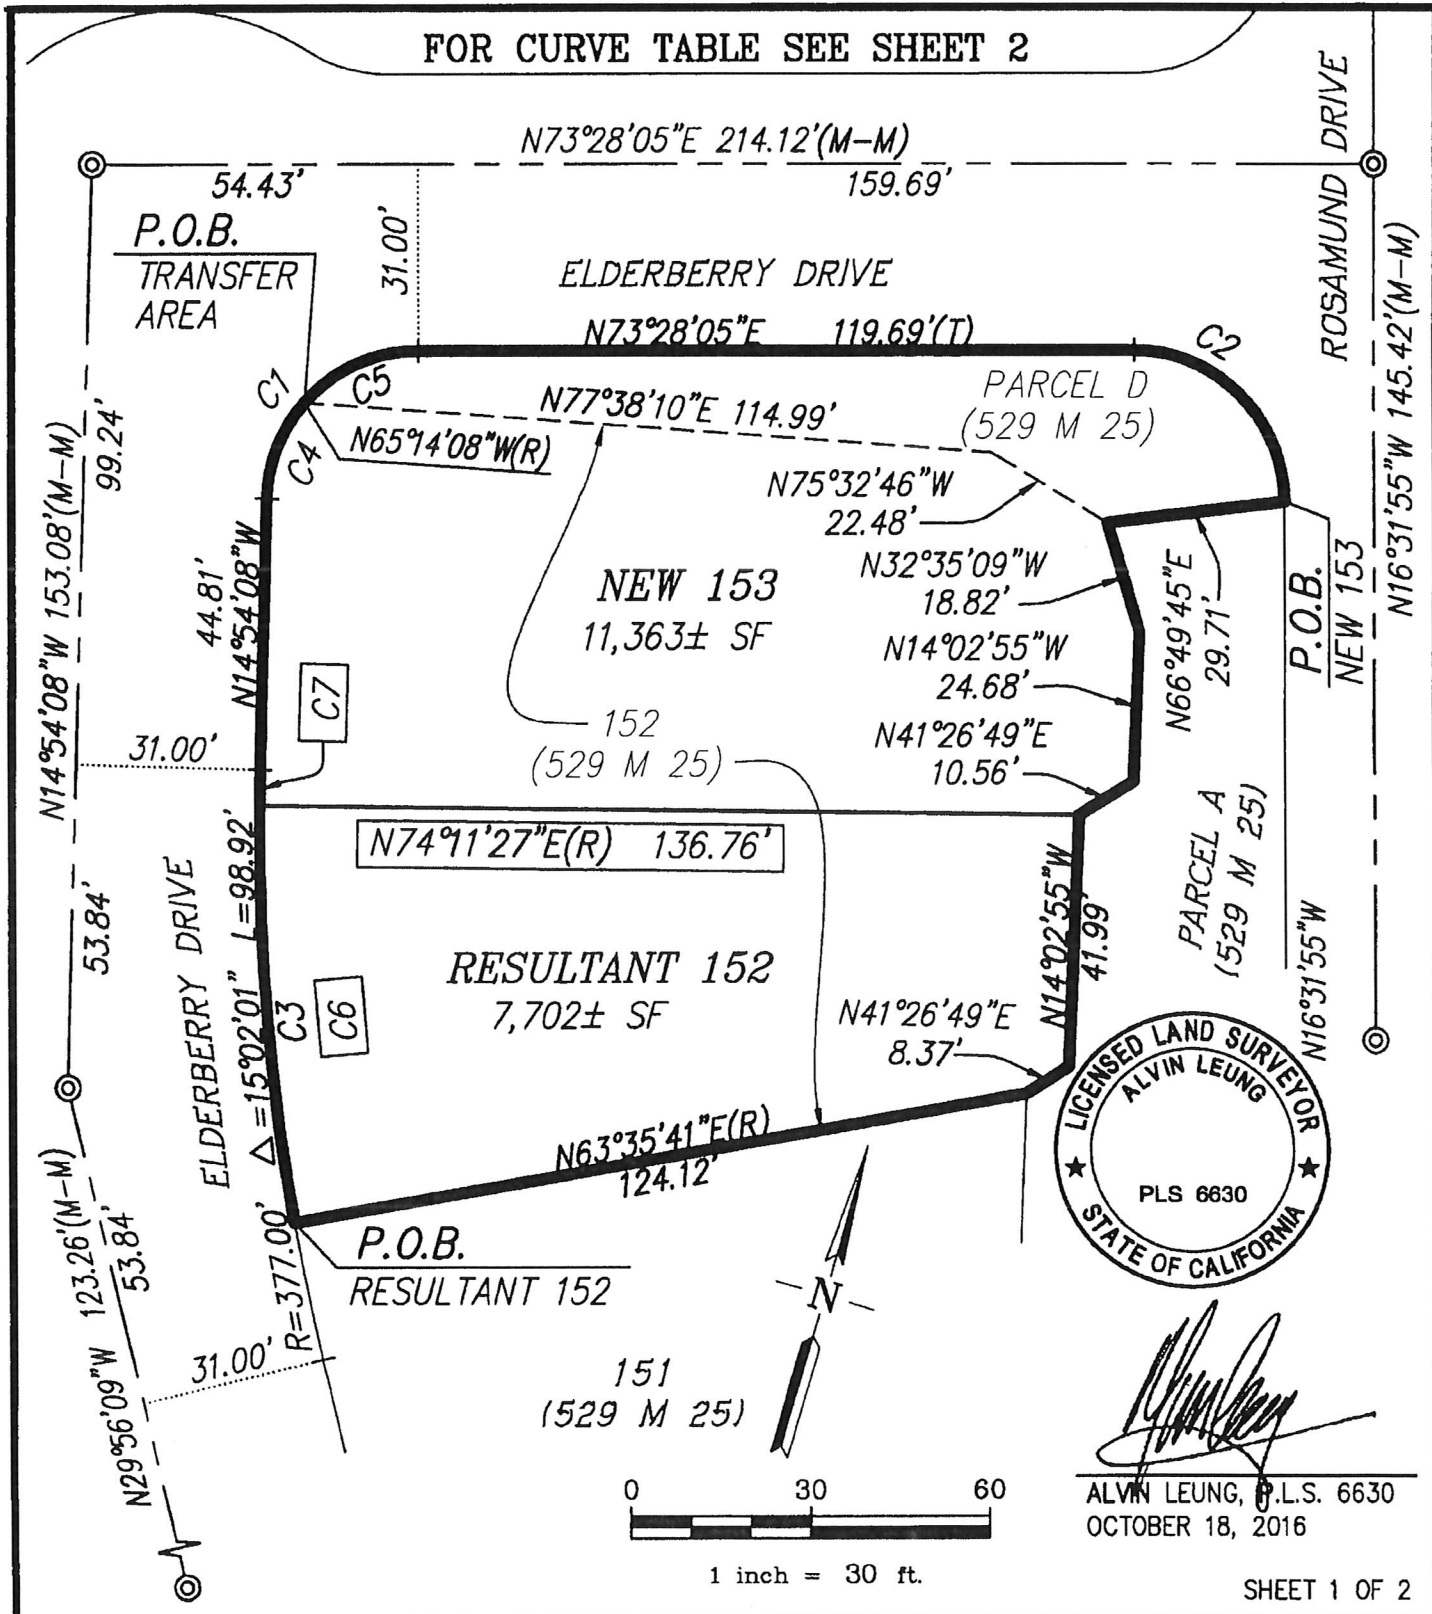 FOR CURVE TABLE SEE SHEET 2
N73°28'05"E 214.12'(M-M)
54.43'
159.69'
ROSAMUND DRIVE
P.O.B.
TRANSFER
AREA
31.00'
ELDERBERRY DRIVE
N73°28'05"E 119.69'(T)
C2
C1
C5
C4
N77°38'10"E 114.99'
PARCEL D
(529 M 25)
N65°14'08"W(R)
N16°31'55"W 145.42'(M-M)
99.24'
N14°54'08"W 153.08'(M-M)
N75°32'46"W
22.48'
N32°35'09"W
18.82'
N66°49'45"E
29.71'
P.O.B.
NEW 153
44.81'
N14°54'08"W
NEW 153
11,363± SF
N14°02'55"W
24.68'
C7
152
(529 M 25)
N41°26'49"E
10.56'
31.00'
N74°11'27"E(R) 136.76'
PARCEL A
(529 M 25)
N16°31'55"W
53.84'
ELDERBERRY DRIVE
△=15°02'01" L=98.92'
C3
C6
RESULTANT 152
7,702± SF
N14°02'55"W
41.99'
N41°26'49"E
8.37'
N63°35'41"E(R)
124.12'
LICENSED LAND SURVEYOR
ALVIN LEUNG
PLS 6630
STATE OF CALIFORNIA
P.O.B.
RESULTANT 152
R=377.00'
N29°56'09"W 123.26'(M-M)
53.84'
31.00'
N
151
(529 M 25)
0 30 60
1 inch = 30 ft.
ALVIN LEUNG, P.L.S. 6630
OCTOBER 18, 2016
SHEET 1 OF 2